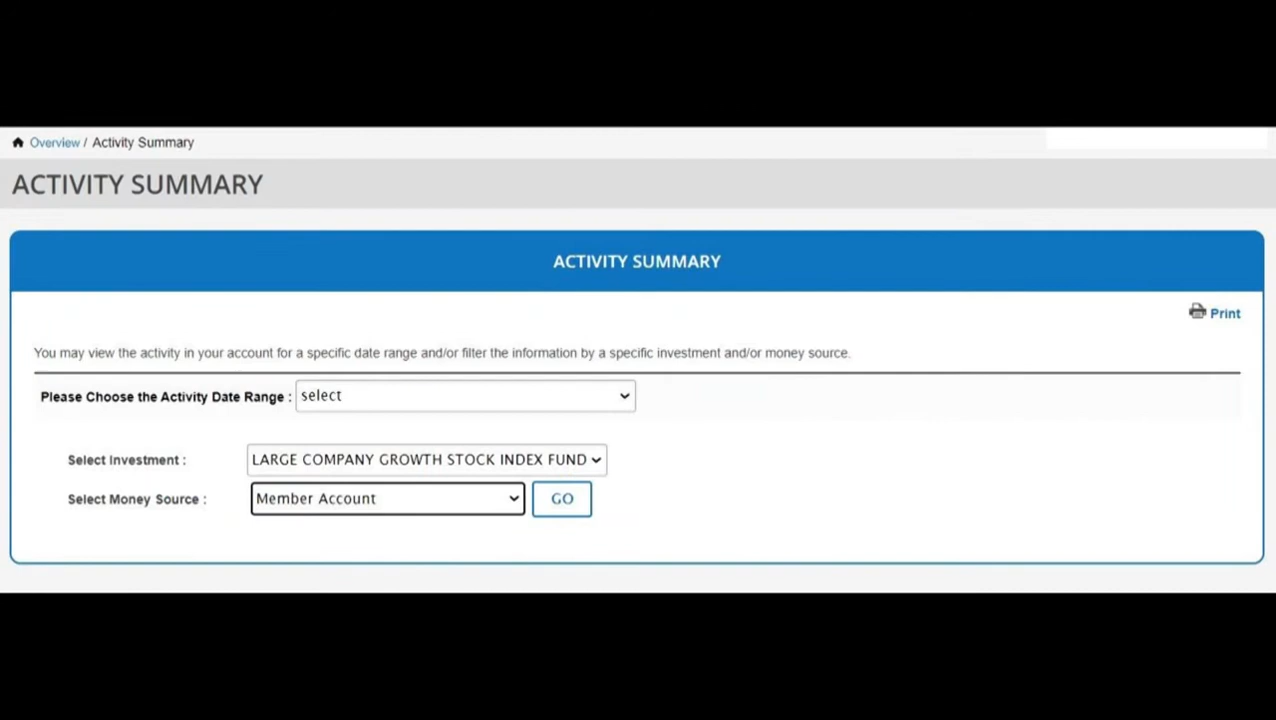 Overview / Activity Summary
ACTIVITY SUMMARY
ACTIVITY SUMMARY
Print
You may view the activity in your account for a specific date range and/or filter the information by a specific investment and/or money source.
Please Choose the Activity Date Range : select
Select Investment : LARGE COMPANY GROWTH STOCK INDEX FUND
Select Money Source : Member Account GO